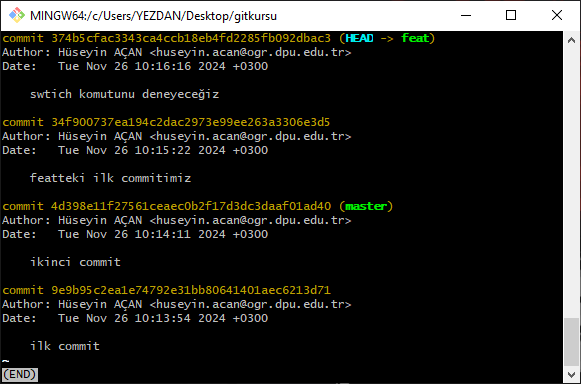 MINGW64:/c/Users/YEZDAN/Desktop/gitkursu
commit 374b5cfac3343ca4ccb18eb4fd2285fb092dbac3 (HEAD -> feat)
Author: Hüseyin AÇAN <huseyin.acan@ogr.dpu.edu.tr>
Date:   Tue Nov 26 10:16:16 2024 +0300
swtich komutunu deneyeceğiz
commit 34f900737ea194c2dac2973e99ee263a3306e3d5
Author: Hüseyin AÇAN <huseyin.acan@ogr.dpu.edu.tr>
Date:   Tue Nov 26 10:15:22 2024 +0300
featteki ilk commitimiz
commit 4d398e11f27561ceaec0b2f17d3dc3daaf01ad40 (master)
Author: Hüseyin AÇAN <huseyin.acan@ogr.dpu.edu.tr>
Date:   Tue Nov 26 10:14:11 2024 +0300
ikinci commit
commit 9e9b95c2ea1e74792e31bb80641401aec6213d71
Author: Hüseyin AÇAN <huseyin.acan@ogr.dpu.edu.tr>
Date:   Tue Nov 26 10:13:54 2024 +0300
ilk commit
~
(END)